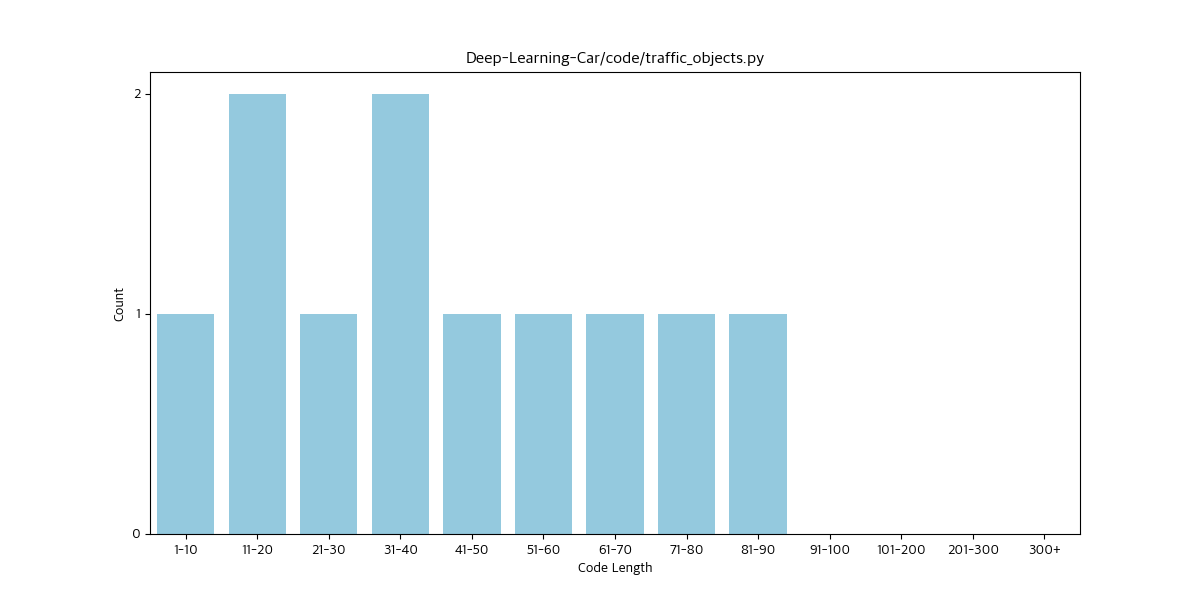 Deep-Learning-Car/code/traffic_objects.py
2
1
0
Count
1-10 11-20 21-30 31-40 41-50 51-60 61-70 71-80 81-90 91-100 101-200 201-300 300+
Code Length